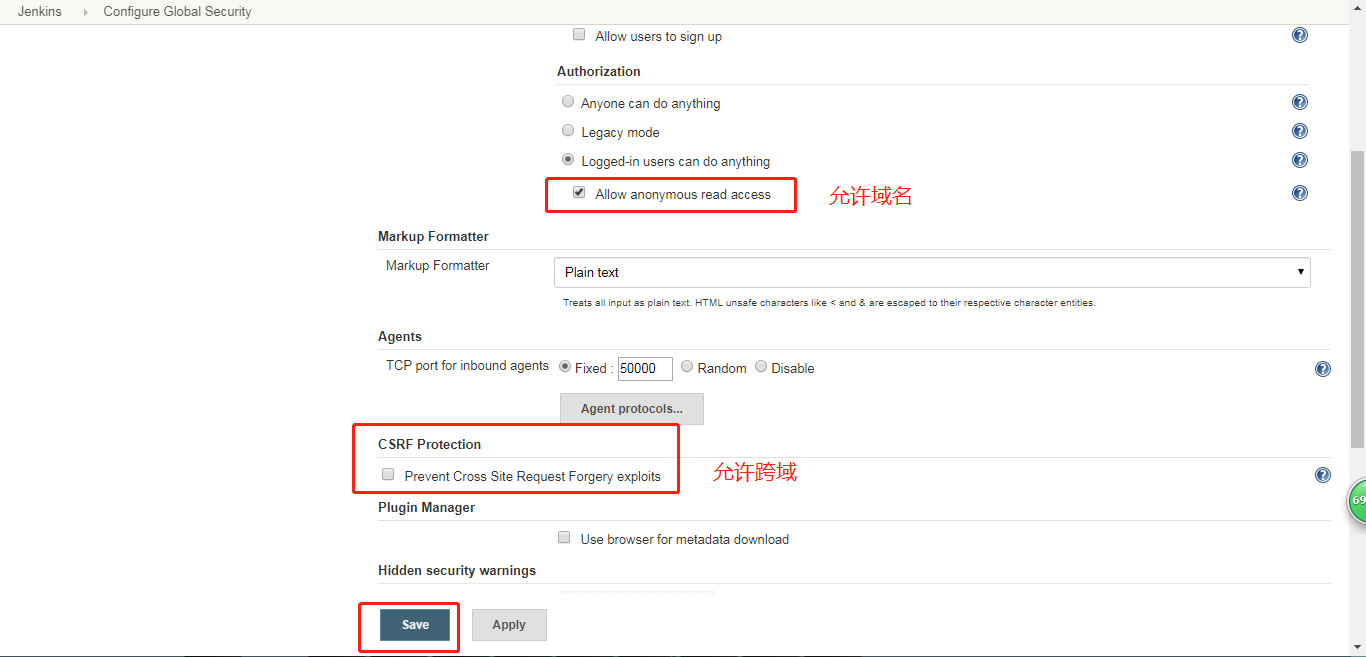 Jenkins Configure Global Security
Allow users to sign up
Authorization
Anyone can do anything
Legacy mode
Logged-in users can do anything
Allow anonymous read access 允许域名
Markup Formatter
Markup Formatter Plain text
Treats all input as plain text. HTML unsafe characters like < and & are escaped to their respective character entities.
Agents
TCP port for inbound agents Fixed : 50000 Random Disable
Agent protocols...
CSRF Protection
Prevent Cross Site Request Forgery exploits 允许跨域
Plugin Manager
69
Use browser for metadata download
Hidden security warnings
Save Apply